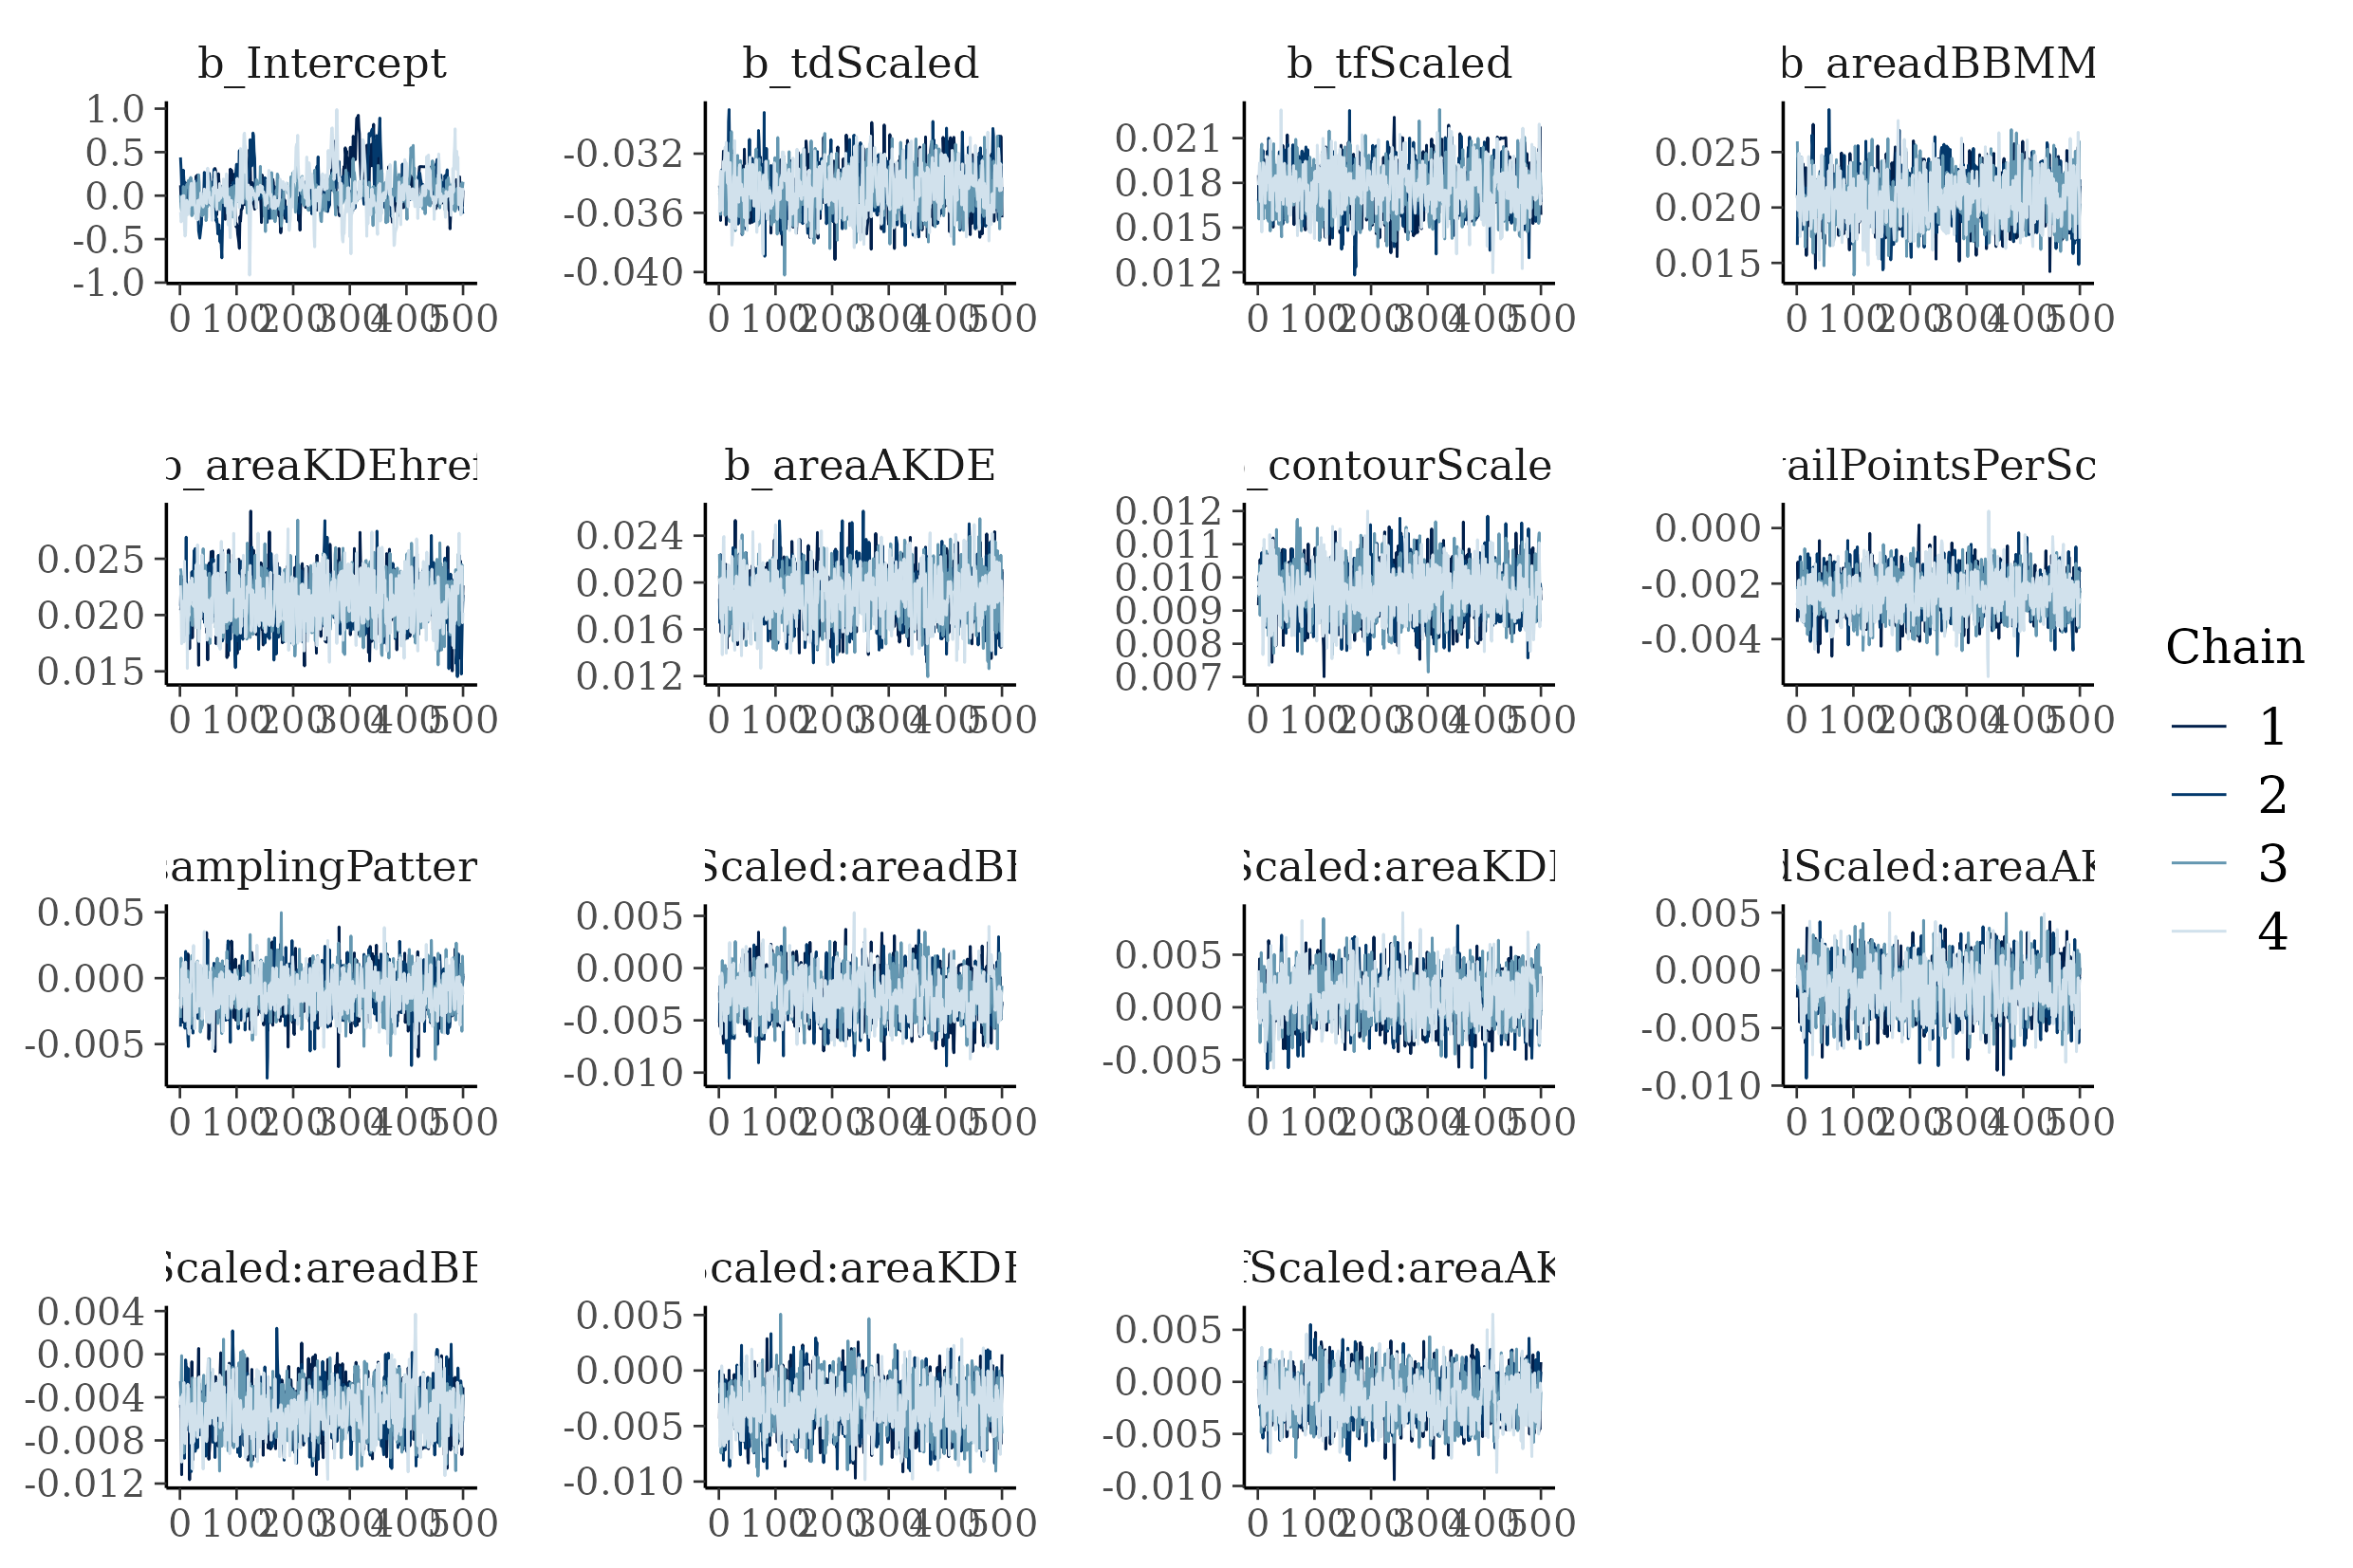 b_Intercept b_tdScaled b_tfScaled b_areadBBMM
1.0 0.5 0.0 -0.5 -1.0
-0.032 -0.036 -0.040
0.021 0.018 0.015 0.012
0.025 0.020 0.015
0 100 200 300 400 500 0 100 200 300 400 500 0 100 200 300 400 500 0 100 200 300 400 500
b_areaKDEhref b_areaAKDE _contourScale ailPointsPerSc
0.025 0.020 0.015
0.024 0.020 0.016 0.012
0.012 0.011 0.010 0.009 0.008 0.007
0.000 -0.002 -0.004
0 100 200 300 400 500 0 100 200 300 400 500 0 100 200 300 400 500 0 100 200 300 400 500
samplingPatter Scaled:areadBB Scaled:areaKDE dScaled:areaAK
0.005 0.000 -0.005
0.005 0.000 -0.005 -0.010
0.005 0.000 -0.005
0.005 0.000 -0.005 -0.010
0 100 200 300 400 500 0 100 200 300 400 500 0 100 200 300 400 500 0 100 200 300 400 500
Scaled:areadBB Scaled:areaKDE fScaled:areaAK
0.004 0.000 -0.004 -0.008 -0.012
0.005 0.000 -0.005 -0.010
0.005 0.000 -0.005 -0.010
0 100 200 300 400 500 0 100 200 300 400 500 0 100 200 300 400 500
Chain
1
2
3
4